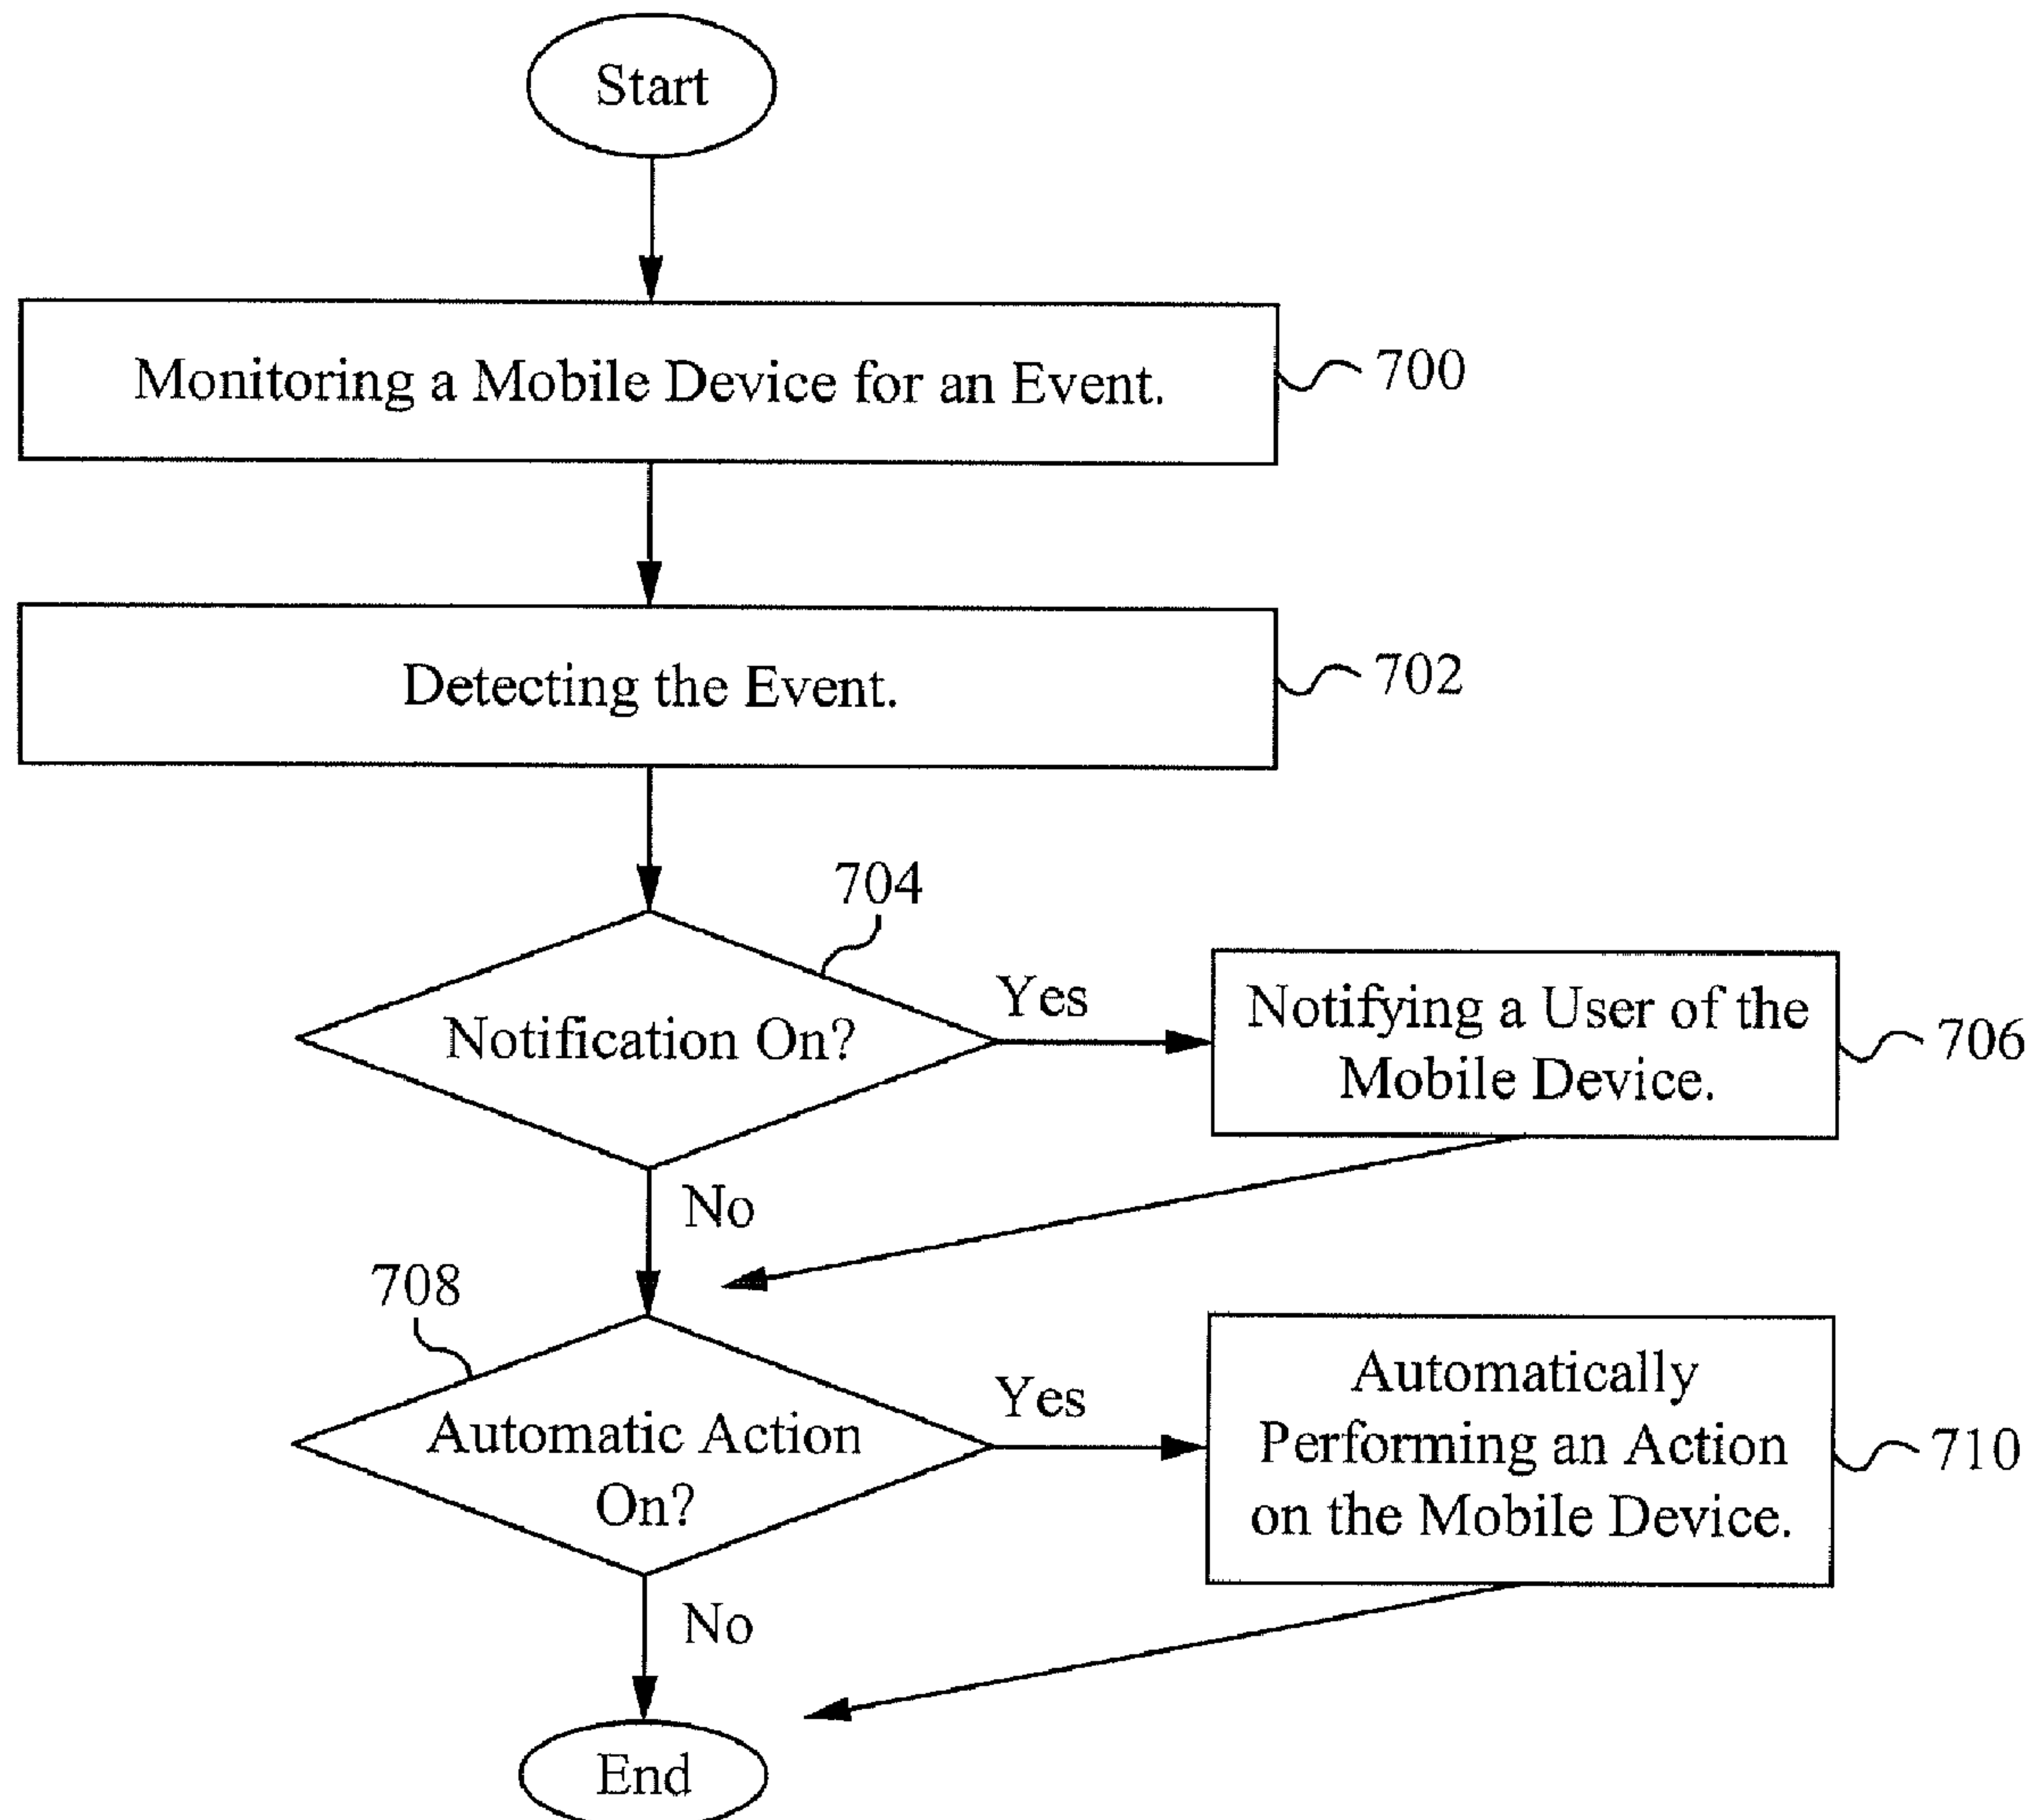 Start
Monitoring a Mobile Device for an Event.
700
Detecting the Event.
702
704
Notification On?
Yes
Notifying a User of the
Mobile Device.
706
No
708
Automatic Action
On?
Yes
Automatically
Performing an Action
on the Mobile Device.
710
No
End